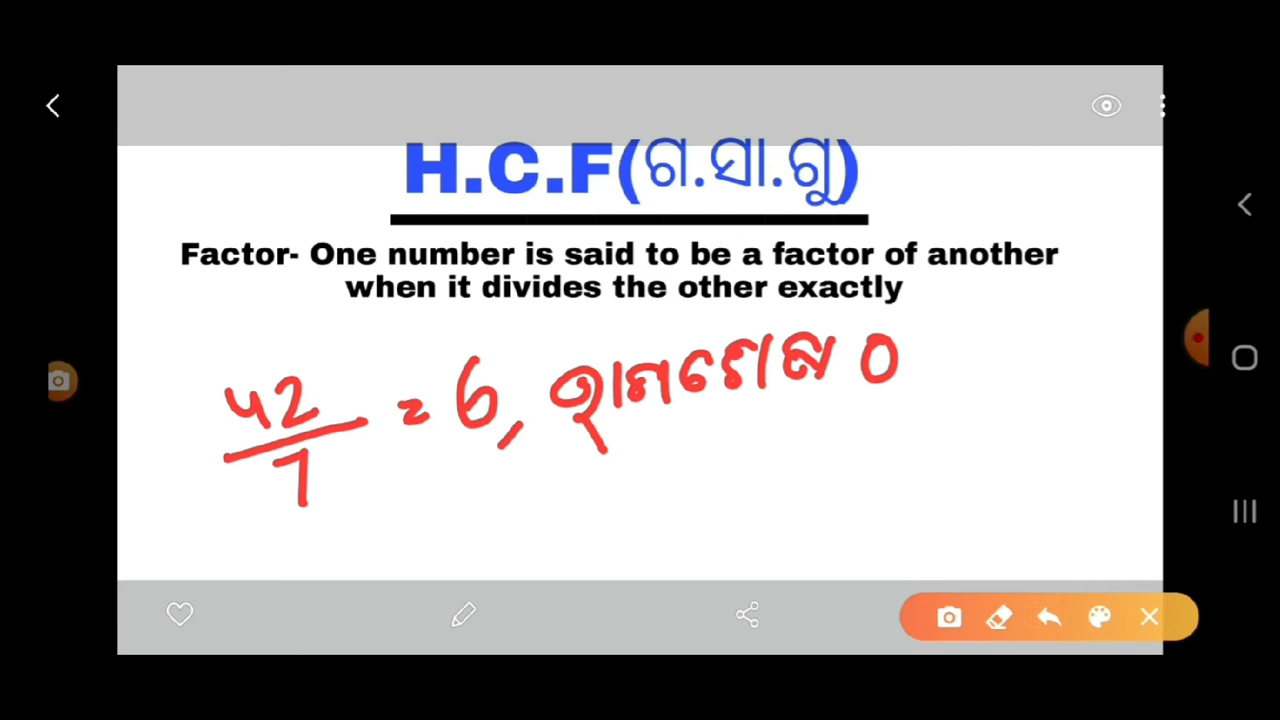 H.C.F(ଗ.ସା.ଗୁ)
Factor- One number is said to be a factor of another
when it divides the other exactly
42/7 = 6, ଭାଗଶେଷ 0